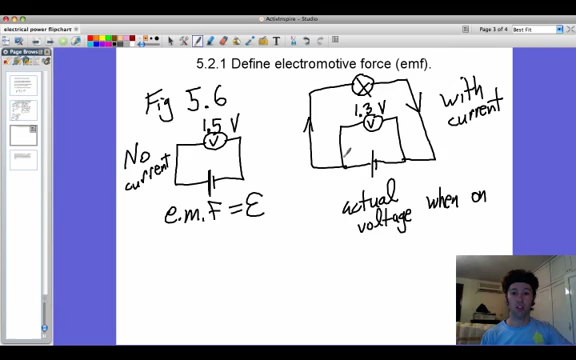 ActivInspire - Studio
electrical power flipchart
Page 3 of 4
Best Fit
Page Browser
5.2.1 Define electromotive force (emf).
Fig 5.6
1.5 V
V
No current
e.m.f = ε
1.3 V
V
with current
actual voltage when on